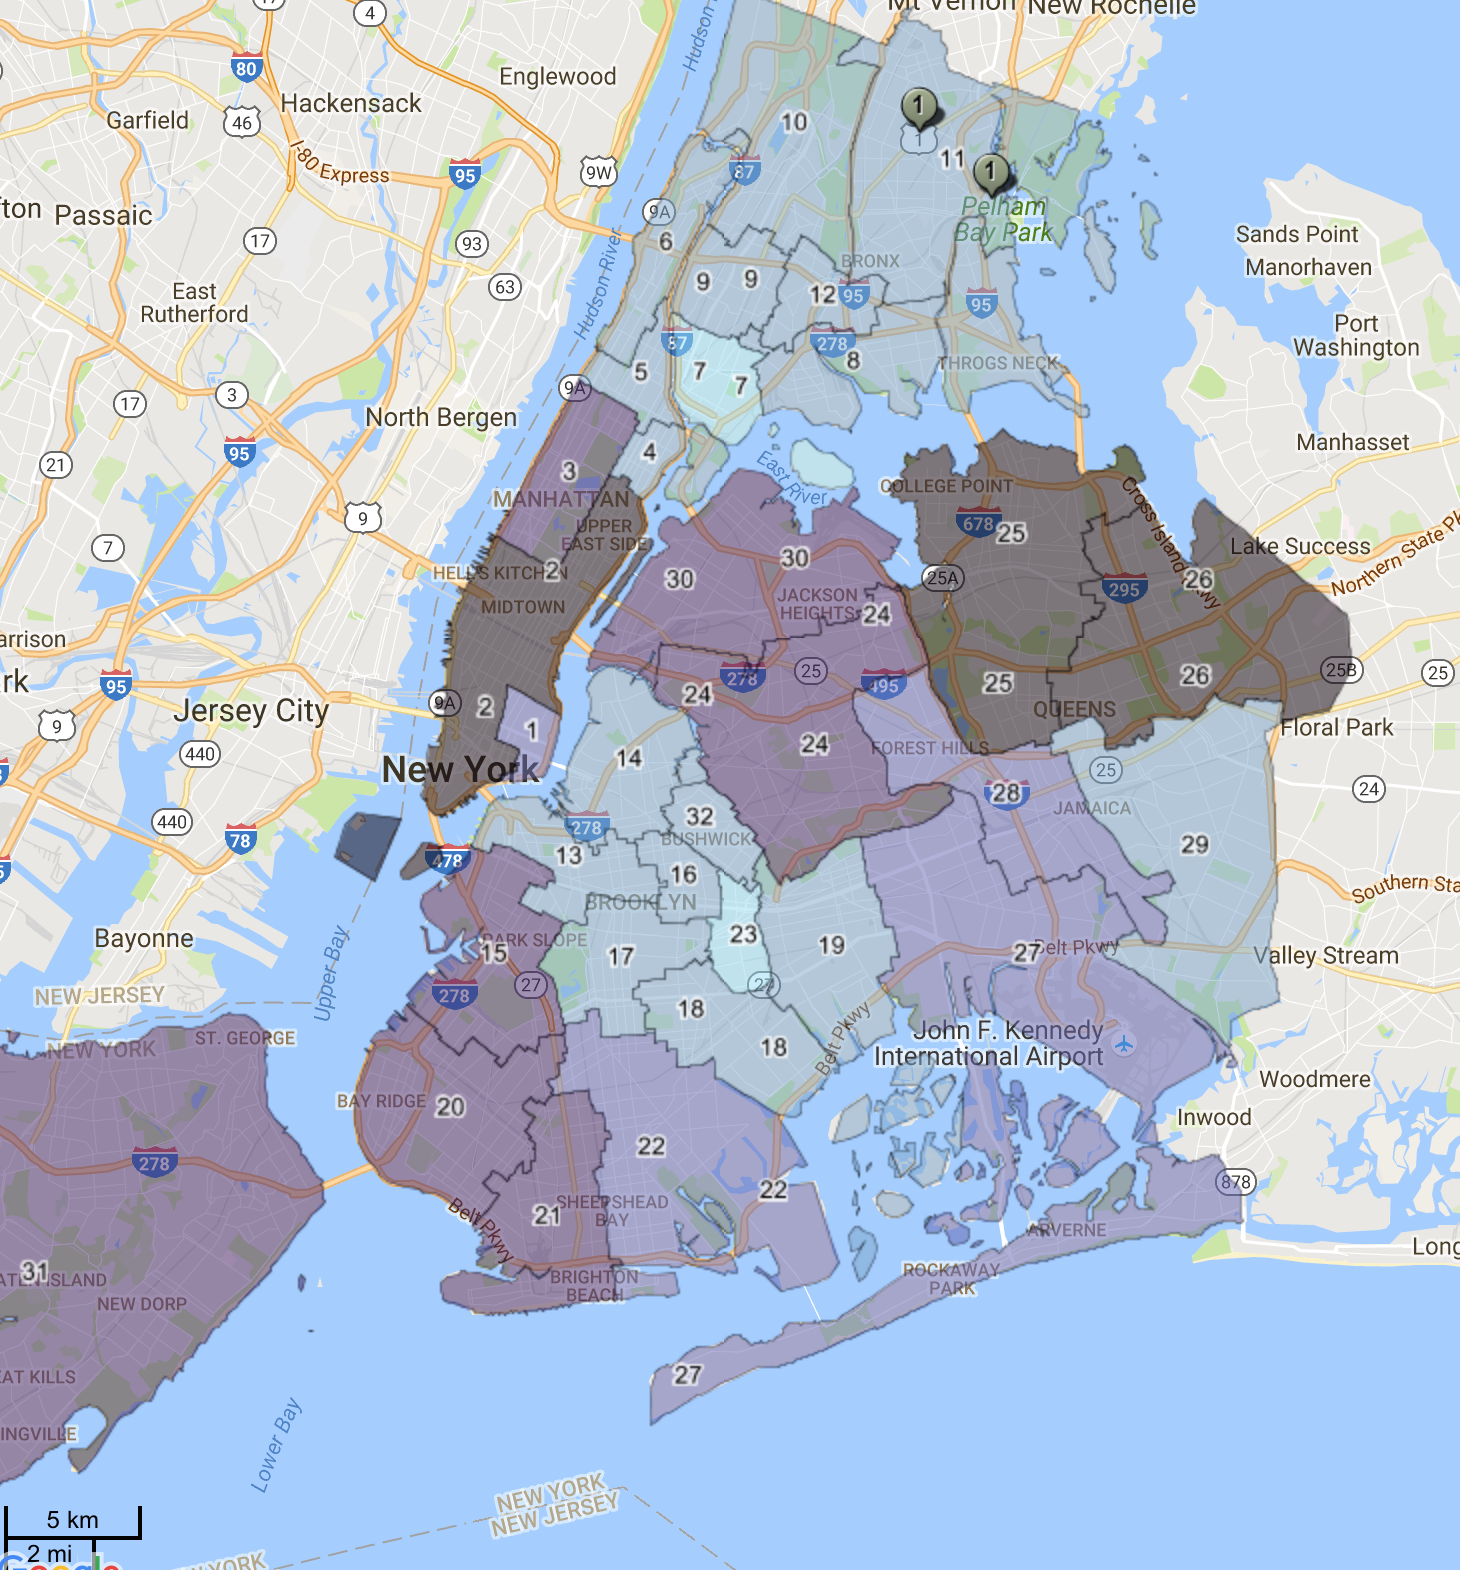 Mt Vernon
New Rochelle
17
4
Hudson
80
Englewood
Hackensack
Garfield
46
10
1
1
11
I-80 Express
95
9W
87
1
fton
Passaic
9A
Pelham
Bay Park
17
93
6
Hudson River
Sands Point
Manorhaven
BRONX
63
9
9
12
95
95
East
Rutherford
Port
Washington
87
278
8
THROGS NECK
5
7
7
3
9A
17
North Bergen
Manhasset
95
21
4
3
East River
MANHATTAN
COLLEGE POINT
Cross Island Pkwy
9
678
25
UPPER
EAST SIDE
Lake Success
Northern State Pk
7
HELL'S KITCHEN
2
30
30
25A
295
26
MIDTOWN
JACKSON
HEIGHTS
24
arrison
278
25
495
25
26
25B
25
rk
95
9A
2
24
QUEENS
9
Jersey City
1
24
FOREST HILLS
Floral Park
440
New York
14
25
28
JAMAICA
24
440
78
278
32
BUSHWICK
29
478
13
16
BROOKLYN
Southern Sta
Bayonne
PARK SLOPE
15
23
19
17
27
Belt Pkwy
Valley Stream
Upper Bay
NEW JERSEY
NEW YORK
278
27
27
18
18
Belt Pkwy
John F. Kennedy
International Airport
ST. GEORGE
Woodmere
BAY RIDGE
20
Inwood
278
22
22
878
Belt Pkwy
21
SHEEPSHEAD
BAY
ARVERNE
Long
31
ATEN ISLAND
NEW DORP
BRIGHTON
BEACH
ROCKAWAY
PARK
EAT KILLS
27
INGVILLE
Lower Bay
NEW YORK
NEW JERSEY
5 km
2 mi
YORK
Google